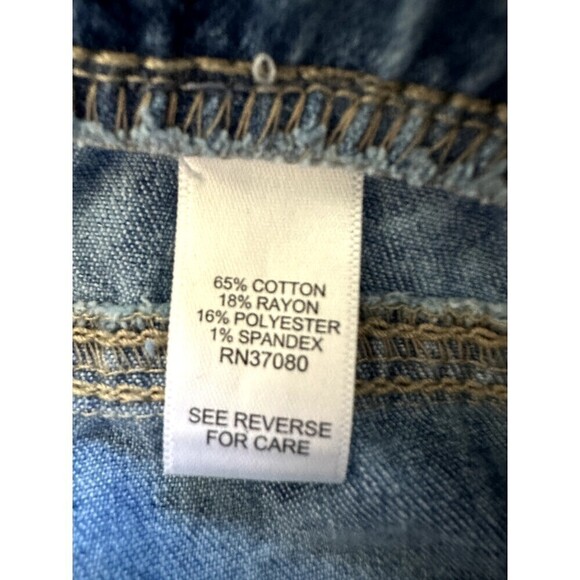 65% COTTON
18% RAYON
16% POLYESTER
1% SPANDEX
RN37080
SEE REVERSE
FOR CARE